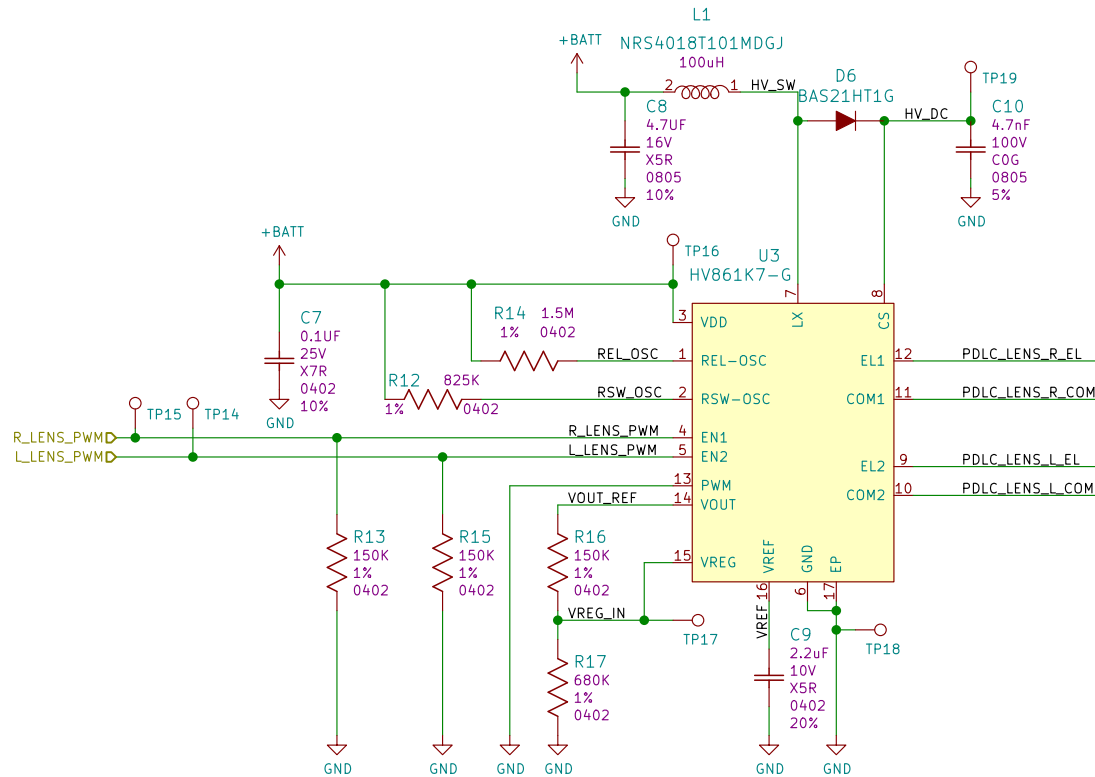 L1
+BATT
NRS4018T101MDGJ
100uH
2
1
HV_SW
D6
BAS21HT1G
HV_DC
TP19
C8
4.7UF
16V
X5R
0805
10%
GND
C10
4.7nF
100V
C0G
0805
5%
GND
+BATT
TP16
U3
HV861K7-G
C7
0.1UF
25V
X7R
0402
10%
GND
R14
1.5M
1%
0402
R12
825K
1%
0402
REL_OSC
RSW_OSC
TP15
TP14
R_LENS_PWM
L_LENS_PWM
R_LENS_PWM
L_LENS_PWM
VOUT_REF
3
VDD
1
REL-OSC
2
RSW-OSC
4
EN1
5
EN2
13
PWM
14
VOUT
15
VREG
7
LX
8
CS
EL1
12
PDLC_LENS_R_EL
COM1
11
PDLC_LENS_R_COM
EL2
9
PDLC_LENS_L_EL
COM2
10
PDLC_LENS_L_COM
VREF
16
GND
6
EP
17
R13
150K
1%
0402
R15
150K
1%
0402
R16
150K
1%
0402
VREG_IN
TP17
R17
680K
1%
0402
VREF
C9
2.2uF
10V
X5R
0402
20%
TP18
GND
GND
GND
GND
GND
GND